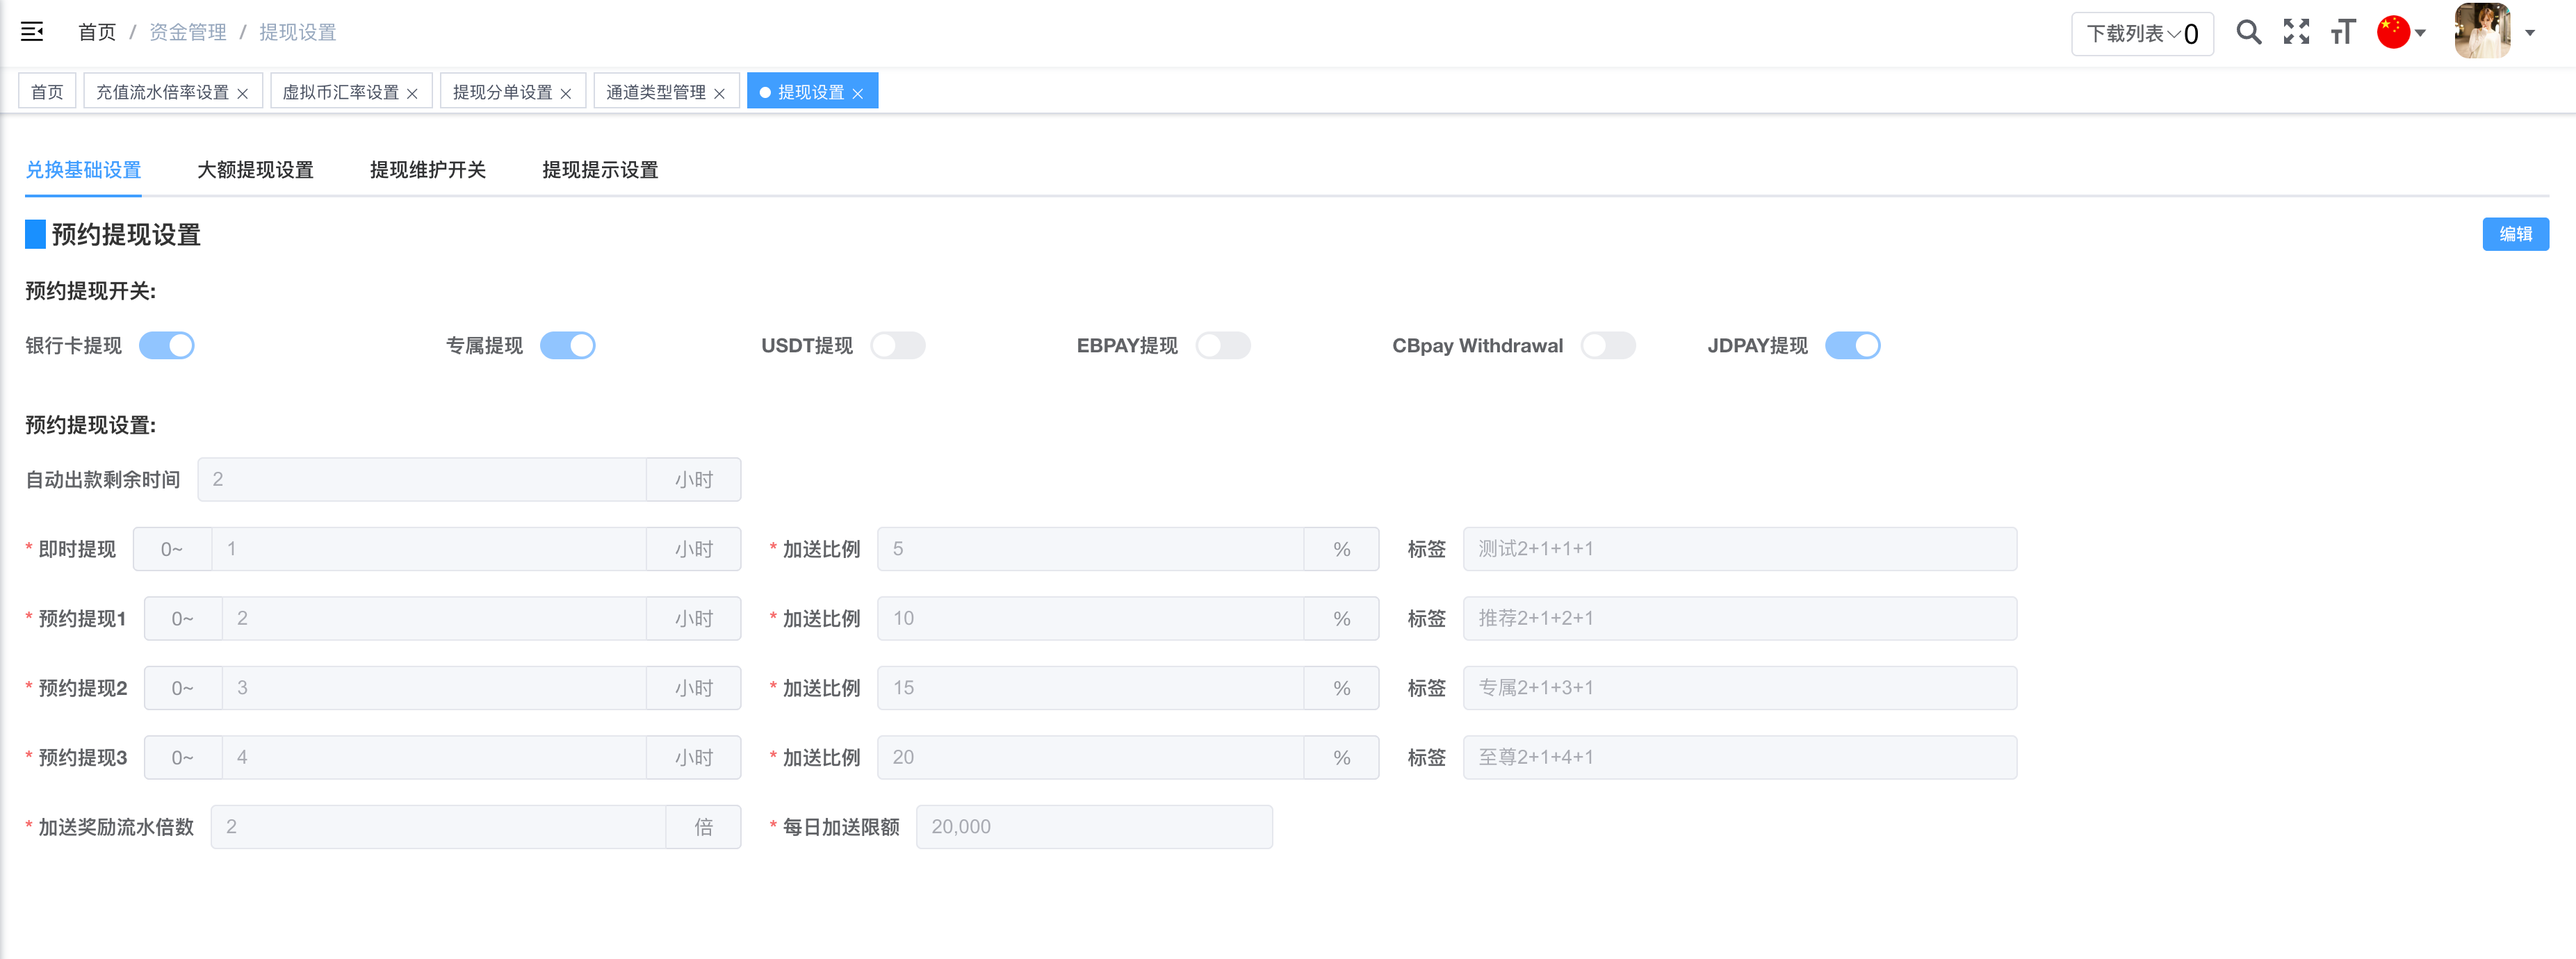 首页 / 资金管理 / 提现设置
下载列表 0
首页 充值流水倍率设置 虚拟币汇率设置 提现分单设置 通道类型管理 提现设置
兑换基础设置 大额提现设置 提现维护开关 提现提示设置
预约提现设置 编辑
预约提现开关:
银行卡提现 专属提现 USDT提现 EBPAY提现 CBpay Withdrawal JDPAY提现
预约提现设置:
自动出款剩余时间 2 小时
* 即时提现 0~ 1 小时 * 加送比例 5 % 标签 测试2+1+1+1
* 预约提现1 0~ 2 小时 * 加送比例 10 % 标签 推荐2+1+2+1
* 预约提现2 0~ 3 小时 * 加送比例 15 % 标签 专属2+1+3+1
* 预约提现3 0~ 4 小时 * 加送比例 20 % 标签 至尊2+1+4+1
* 加送奖励流水倍数 2 倍 * 每日加送限额 20,000